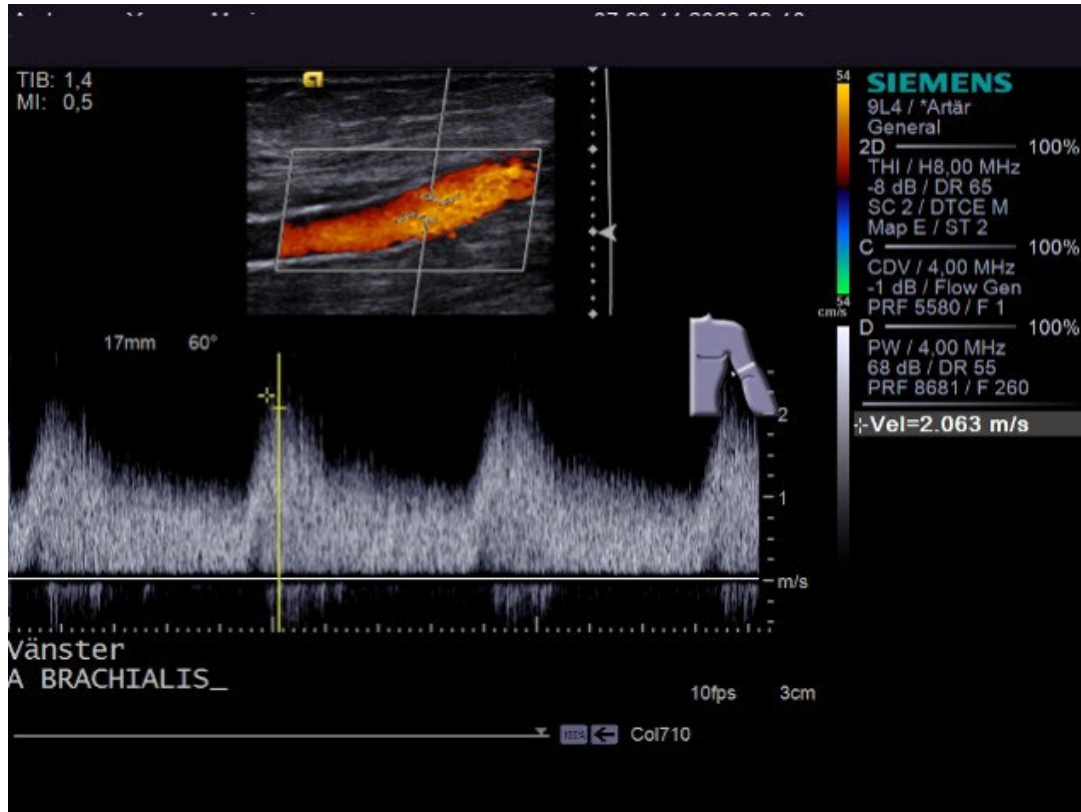 TIB: 1,4
MI: 0,5
54
54
cm/s
SIEMENS
9L4 / *Artär
General
2D 100%
THI / H8,00 MHz
-8 dB / DR 65
SC 2 / DTCE M
Map E / ST 2
C 100%
CDV / 4,00 MHz
-1 dB / Flow Gen
PRF 5580 / F 1
D 100%
PW / 4,00 MHz
68 dB / DR 55
PRF 8681 / F 260
Vel=2.063 m/s
17mm 60°
2
1
m/s
Vänster
A BRACHIALIS_
10fps 3cm
Col710